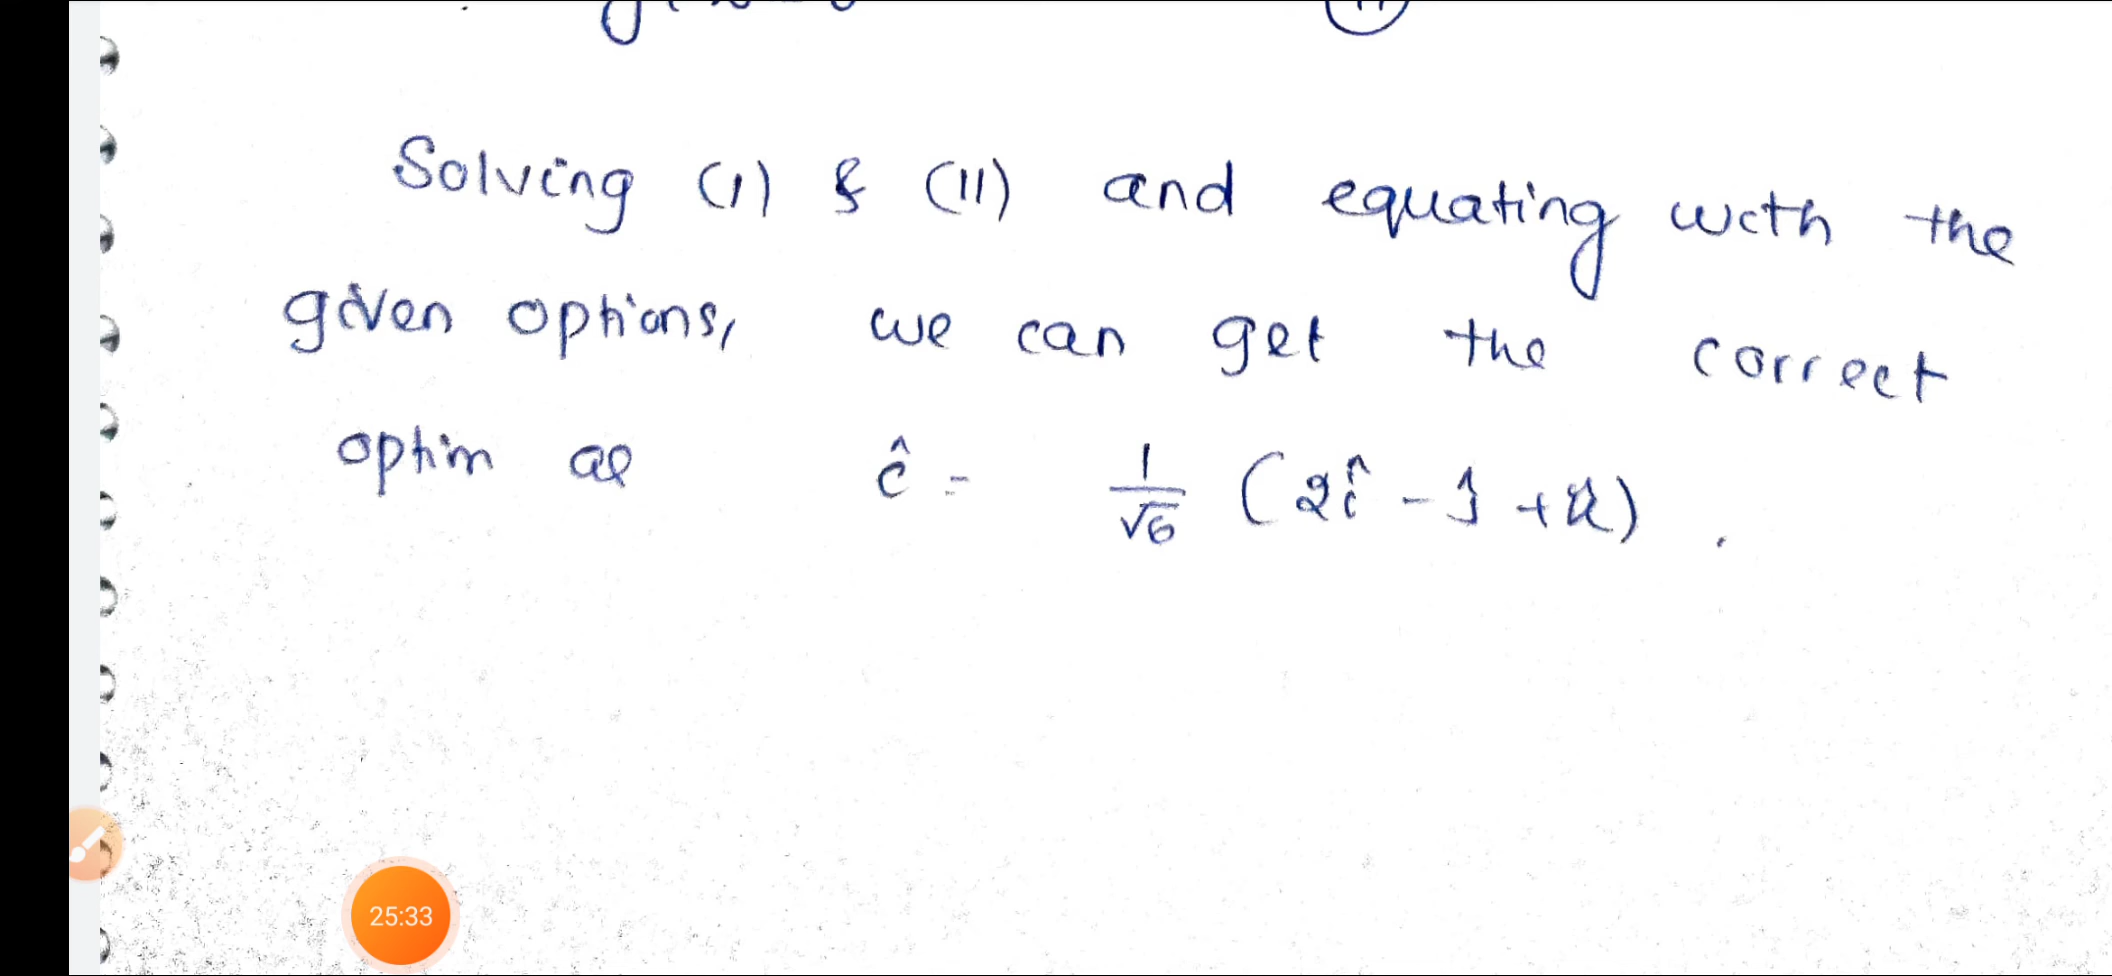 Solving (I) & (II) and equating with the
given options, we can get the correct
option as ĉ = 1/√6 (2î - ĵ + k̂) .
25:33